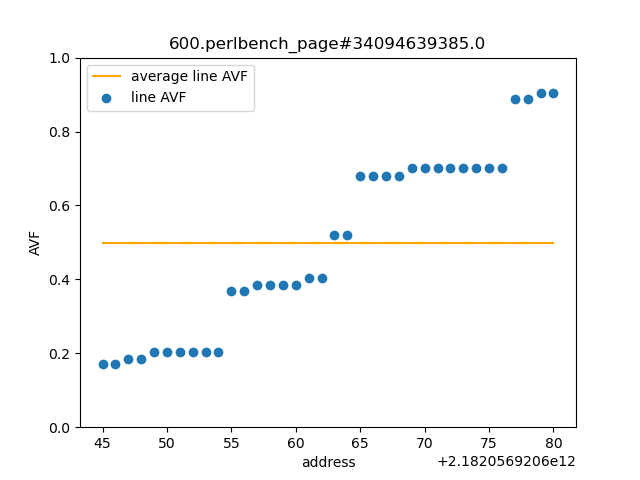 600.perlbench_page#34094639385.0
average line AVF
line AVF
1.0
0.8
0.6
0.4
0.2
0.0
AVF
45 50 55 60 65 70 75 80
address
+2.1820569206e12